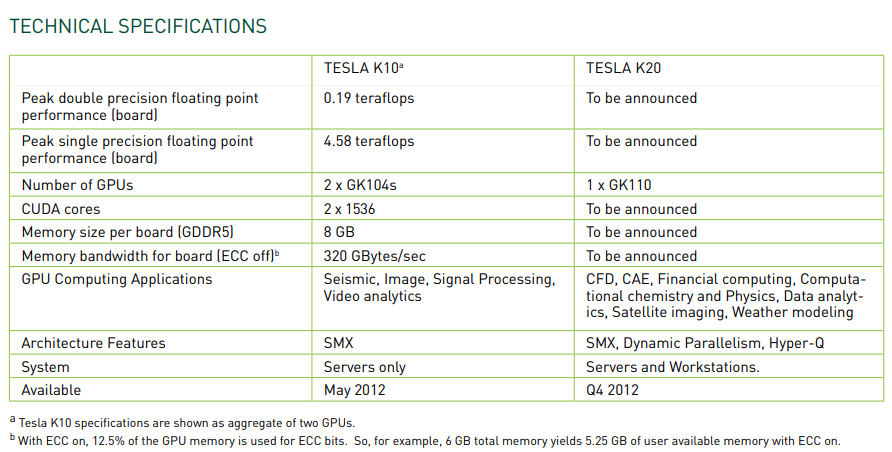 TECHNICAL SPECIFICATIONS
TESLA K10a TESLA K20
Peak double precision floating point performance (board) 0.19 teraflops To be announced
Peak single precision floating point performance (board) 4.58 teraflops To be announced
Number of GPUs 2 x GK104s 1 x GK110
CUDA cores 2 x 1536 To be announced
Memory size per board (GDDR5) 8 GB To be announced
Memory bandwidth for board (ECC off)b 320 GBytes/sec To be announced
GPU Computing Applications Seismic, Image, Signal Processing, Video analytics CFD, CAE, Financial computing, Computa-
tional chemistry and Physics, Data analyt-
ics, Satellite imaging, Weather modeling
Architecture Features SMX SMX, Dynamic Parallelism, Hyper-Q
System Servers only Servers and Workstations.
Available May 2012 Q4 2012
a Tesla K10 specifications are shown as aggregate of two GPUs.
b With ECC on, 12.5% of the GPU memory is used for ECC bits. So, for example, 6 GB total memory yields 5.25 GB of user available memory with ECC on.